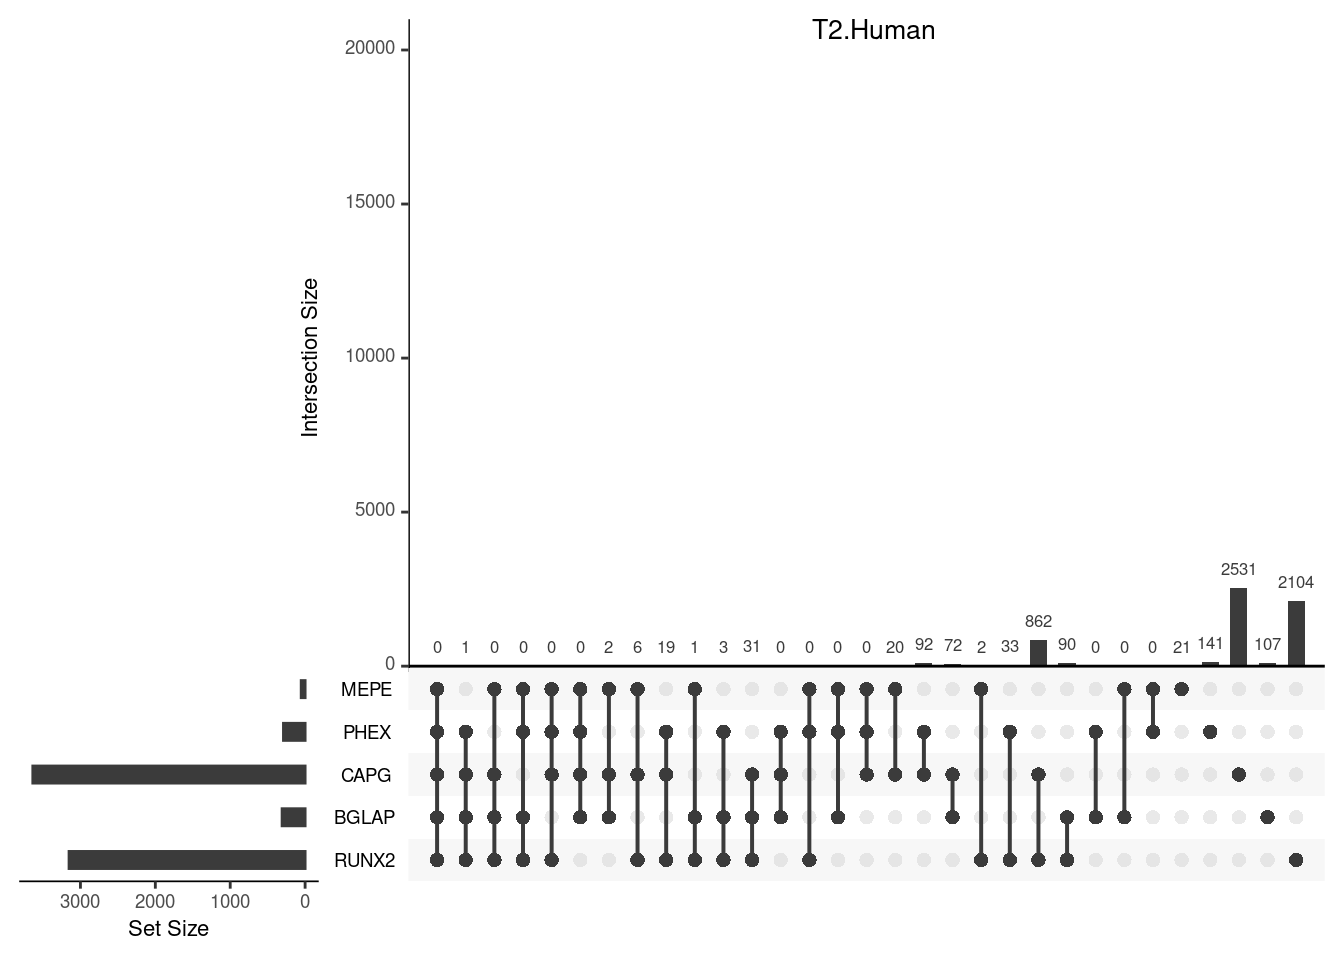 T2.Human
20000
15000
10000
5000
0
Intersection Size
0 1 0 0 0 0 2 6 19 1 3 31 0 0 0 0 20 92 72 2 33 862 90 0 0 0 21 141 2531 107 2104
MEPE
PHEX
CAPG
BGLAP
RUNX2
3000 2000 1000 0
Set Size